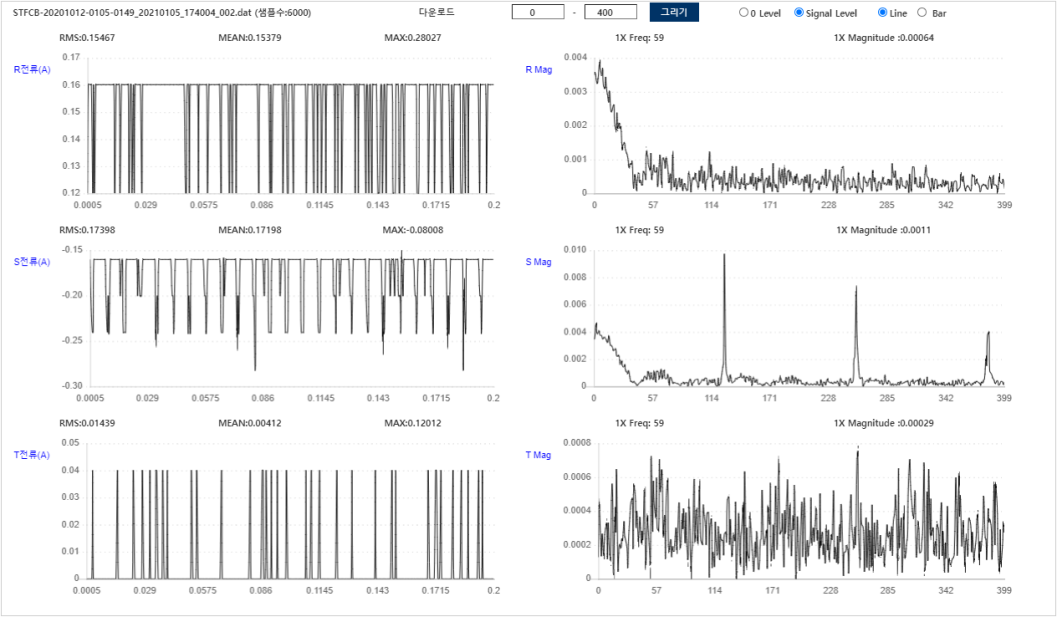 STFCB-20201012-0105-0149_20210105_174004_002.dat (샘플수:6000) 다운로드 0 - 400 그리기 0 Level Signal Level Line Bar
RMS:0.15467 MEAN:0.15379 MAX:0.28027 1X Freq: 59 1X Magnitude :0.00064
R전류(A)
0.17
0.16
0.15
0.14
0.13
0.12
0.0005 0.029 0.0575 0.086 0.1145 0.143 0.1715 0.2
R Mag
0.004
0.003
0.002
0.001
0
0 57 114 171 228 285 342 399
RMS:0.17398 MEAN:0.17198 MAX:-0.08008 1X Freq: 59 1X Magnitude :0.0011
S전류(A)
-0.15
-0.20
-0.25
-0.30
0.0005 0.029 0.0575 0.086 0.1145 0.143 0.1715 0.2
S Mag
0.010
0.008
0.006
0.004
0.002
0
0 57 114 171 228 285 342 399
RMS:0.01439 MEAN:0.00412 MAX:0.12012 1X Freq: 59 1X Magnitude :0.00029
T전류(A)
0.05
0.04
0.03
0.02
0.01
0
0.0005 0.029 0.0575 0.086 0.1145 0.143 0.1715 0.2
T Mag
0.0008
0.0006
0.0004
0.0002
0
0 57 114 171 228 285 342 399